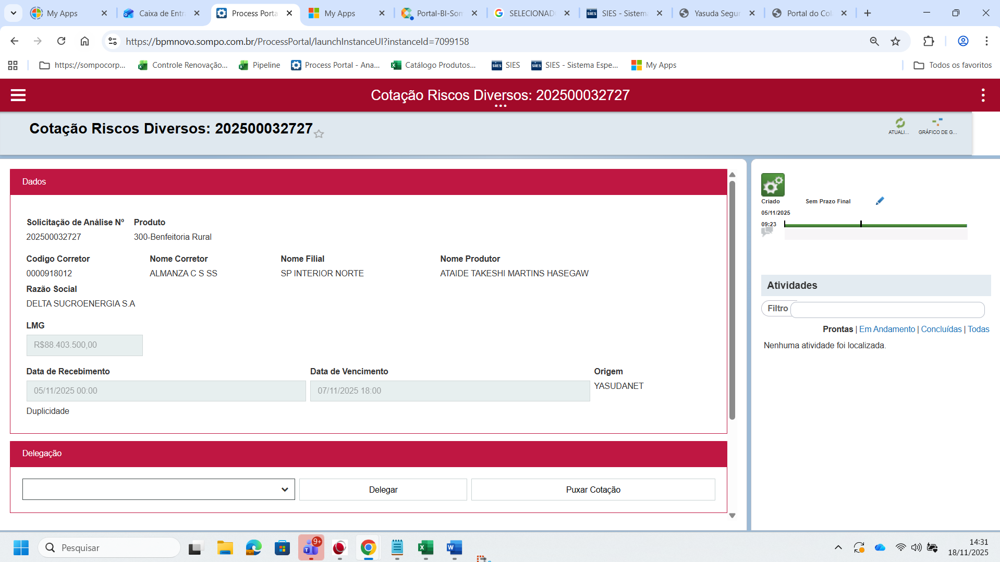 My Apps
Caixa de Entr
Process Porta
My Apps
Portal-BI-Som
SELECIONAD
SIES - Sistema
Yasuda Segur
Portal do Col
https://bpmnovo.sompo.com.br/ProcessPortal/launchInstanceUI?instanceId=7099158
https://sompocorp...
Controle Renovação...
Pipeline
Process Portal - Ana...
Catálogo Produtos...
SIES
SIES - Sistema Espe...
My Apps
Todos os favoritos
Cotação Riscos Diversos: 202500032727
Cotação Riscos Diversos: 202500032727
ATUALI...
GRÁFICO DE G...
Dados
Solicitação de Análise Nº Produto
202500032727 300-Benfeitoria Rural
Codigo Corretor Nome Corretor Nome Filial Nome Produtor
0000918012 ALMANZA C S SS SP INTERIOR NORTE ATAIDE TAKESHI MARTINS HASEGAW
Razão Social
DELTA SUCROENERGIA S.A
LMG
R$88.403.500,00
Data de Recebimento Data de Vencimento Origem
05/11/2025 00:00 07/11/2025 18:00 YASUDANET
Duplicidade
Delegação
Delegar Puxar Cotação
Criado Sem Prazo Final
05/11/2025
09:23
Atividades
Filtro
Prontas | Em Andamento | Concluídas | Todas
Nenhuma atividade foi localizada.
Pesquisar
9+
14:31
18/11/2025